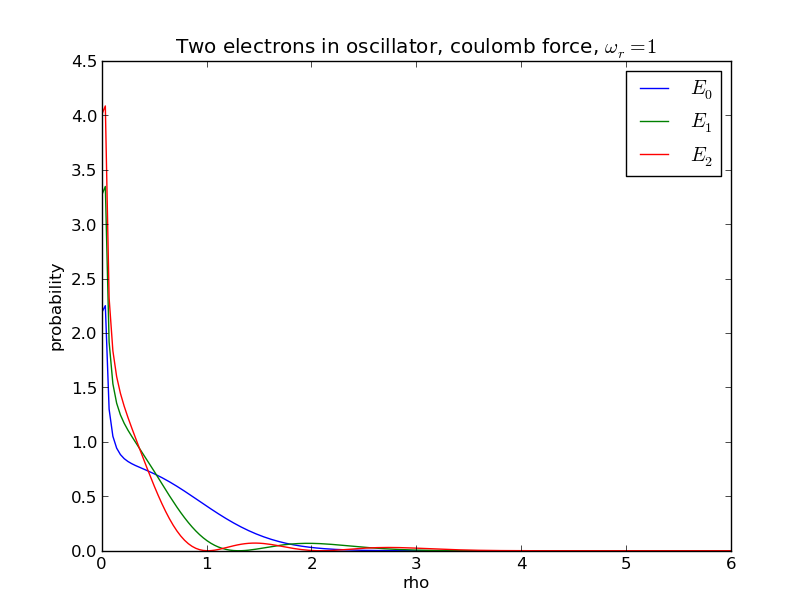 Two electrons in oscillator, coulomb force, ω_r = 1
4.5
4.0
3.5
3.0
2.5
2.0
1.5
1.0
0.5
0.0
probability
E_0
E_1
E_2
0 1 2 3 4 5 6
rho